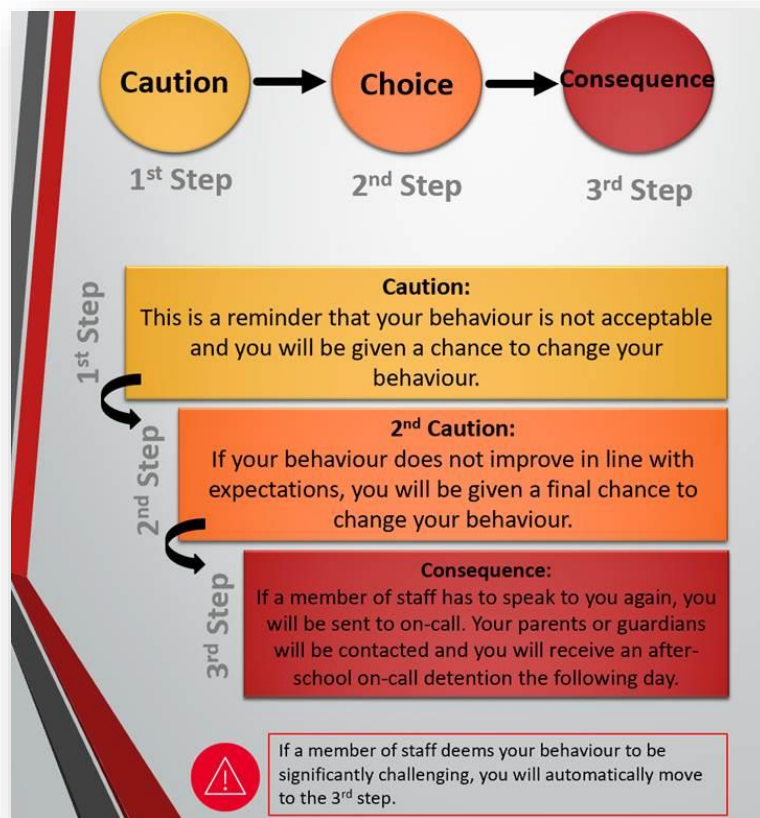 Caution
Choice
Consequence
1st Step
2nd Step
3rd Step
1st Step
Caution:
This is a reminder that your behaviour is not acceptable
and you will be given a chance to change your
behaviour.
2nd Step
2nd Caution:
If your behaviour does not improve in line with
expectations, you will be given a final chance to
change your behaviour.
3rd Step
Consequence:
If a member of staff has to speak to you again, you
will be sent to on-call. Your parents or guardians
will be contacted and you will receive an after-
school on-call detention the following day.
If a member of staff deems your behaviour to be
significantly challenging, you will automatically move
to the 3rd step.